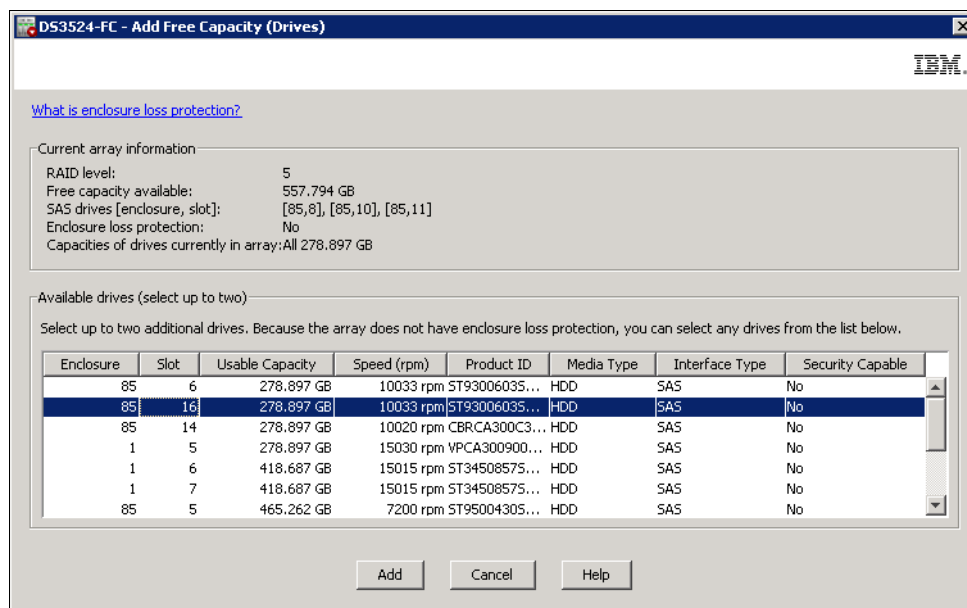 DS3524-FC - Add Free Capacity (Drives)
IBM.
What is enclosure loss protection?
Current array information
RAID level: 5
Free capacity available: 557.794 GB
SAS drives [enclosure, slot]: [85,8], [85,10], [85,11]
Enclosure loss protection: No
Capacities of drives currently in array:All 278.897 GB
Available drives (select up to two)
Select up to two additional drives. Because the array does not have enclosure loss protection, you can select any drives from the list below.
Enclosure Slot Usable Capacity Speed (rpm) Product ID Media Type Interface Type Security Capable
85 6 278.897 GB 10033 rpm ST9300603S... HDD SAS No
85 16 278.897 GB 10033 rpm ST9300603S... HDD SAS No
85 14 278.897 GB 10020 rpm CBRCA300C3... HDD SAS No
1 5 278.897 GB 15030 rpm VPCA300900... HDD SAS No
1 6 418.687 GB 15015 rpm ST3450857S... HDD SAS No
1 7 418.687 GB 15015 rpm ST3450857S... HDD SAS No
85 5 465.262 GB 7200 rpm ST9500430S... HDD SAS No
Add Cancel Help